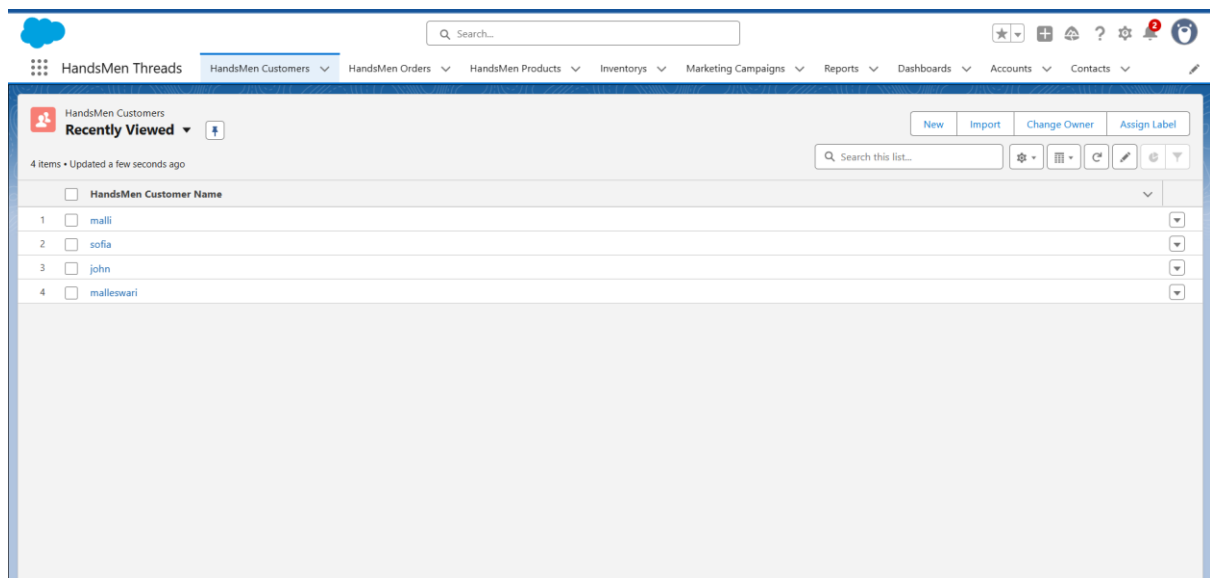 Search...
2
HandsMen Threads HandsMen Customers HandsMen Orders HandsMen Products Inventorys Marketing Campaigns Reports Dashboards Accounts Contacts
HandsMen Customers
Recently Viewed
New Import Change Owner Assign Label
4 items • Updated a few seconds ago
Search this list...
HandsMen Customer Name
1 malli
2 sofia
3 john
4 malleswari